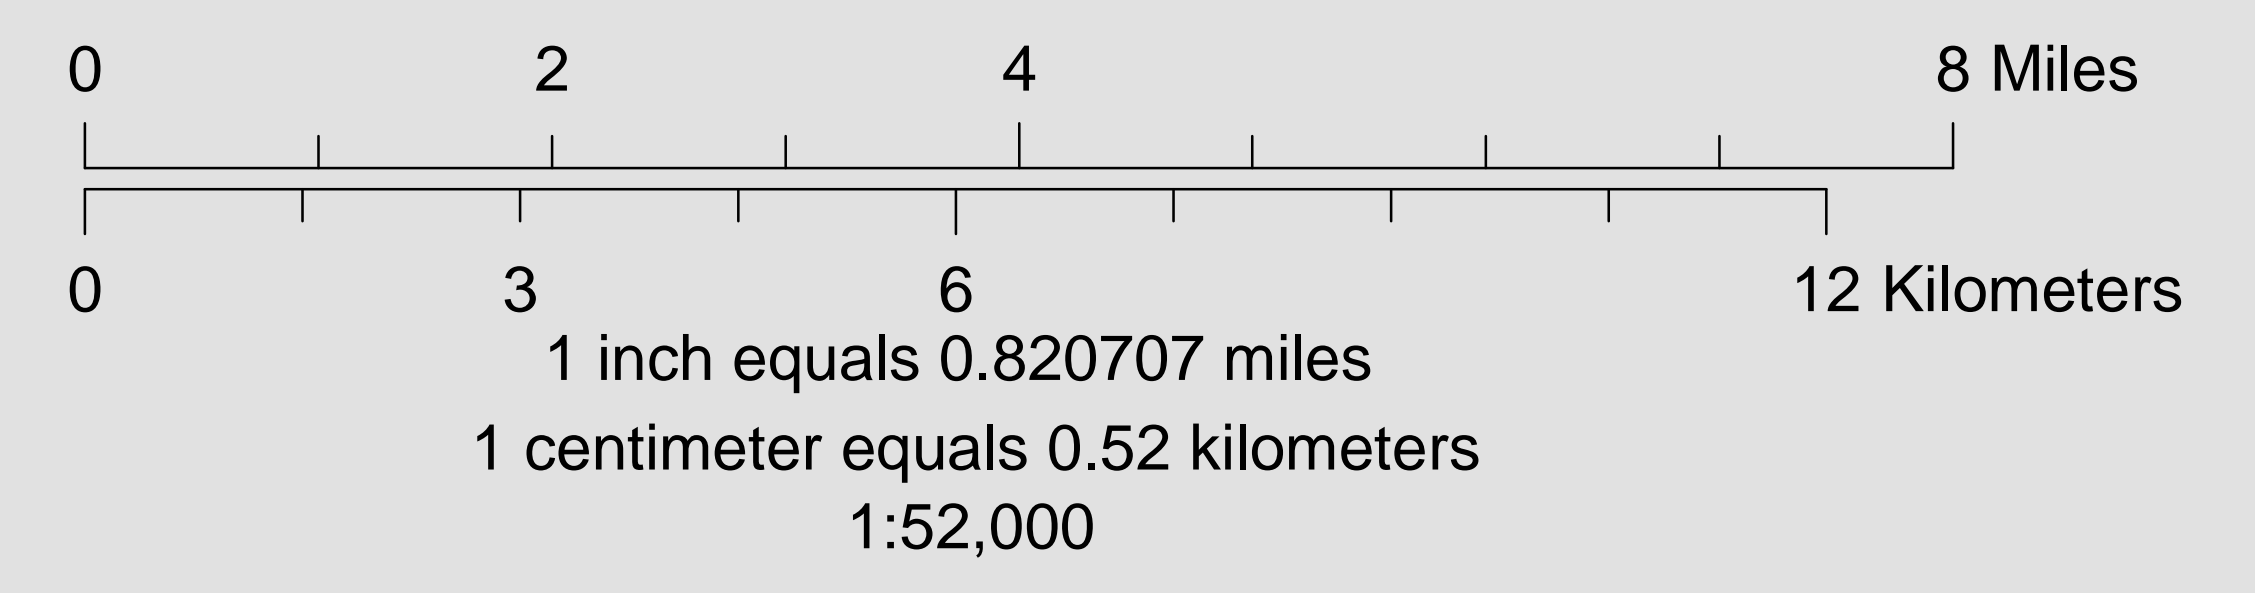 0 2 4 8 Miles
0 3 6 12 Kilometers
1 inch equals 0.820707 miles
1 centimeter equals 0.52 kilometers
1:52,000